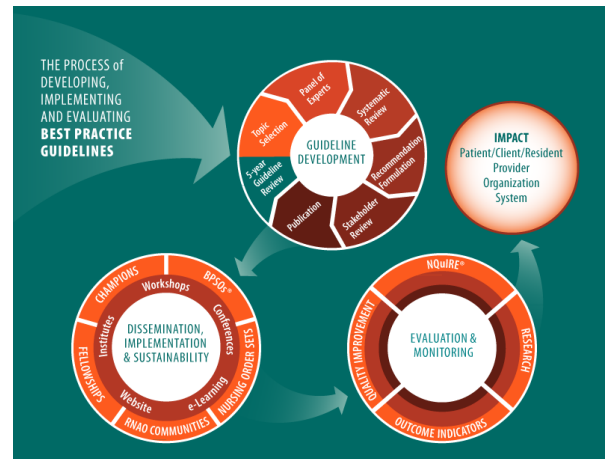 THE PROCESS of
DEVELOPING,
IMPLEMENTING
AND EVALUATING
BEST PRACTICE
GUIDELINES
Topic
Selection
Panel of
Experts
Systematic
Review
Recommendation
Formulation
Stakeholder
Review
Publication
5-year
Guideline
Review
GUIDELINE
DEVELOPMENT
IMPACT
Patient/Client/Resident
Provider
Organization
System
CHAMPIONS
BPSOs®
NURSING ORDER SETS
RNAO COMMUNITIES
FELLOWSHIPS
Workshops
Conferences
e-Learning
Website
Institutes
DISSEMINATION,
IMPLEMENTATION
& SUSTAINABILITY
NQuIRE®
RESEARCH
OUTCOME INDICATORS
QUALITY IMPROVEMENT
EVALUATION &
MONITORING